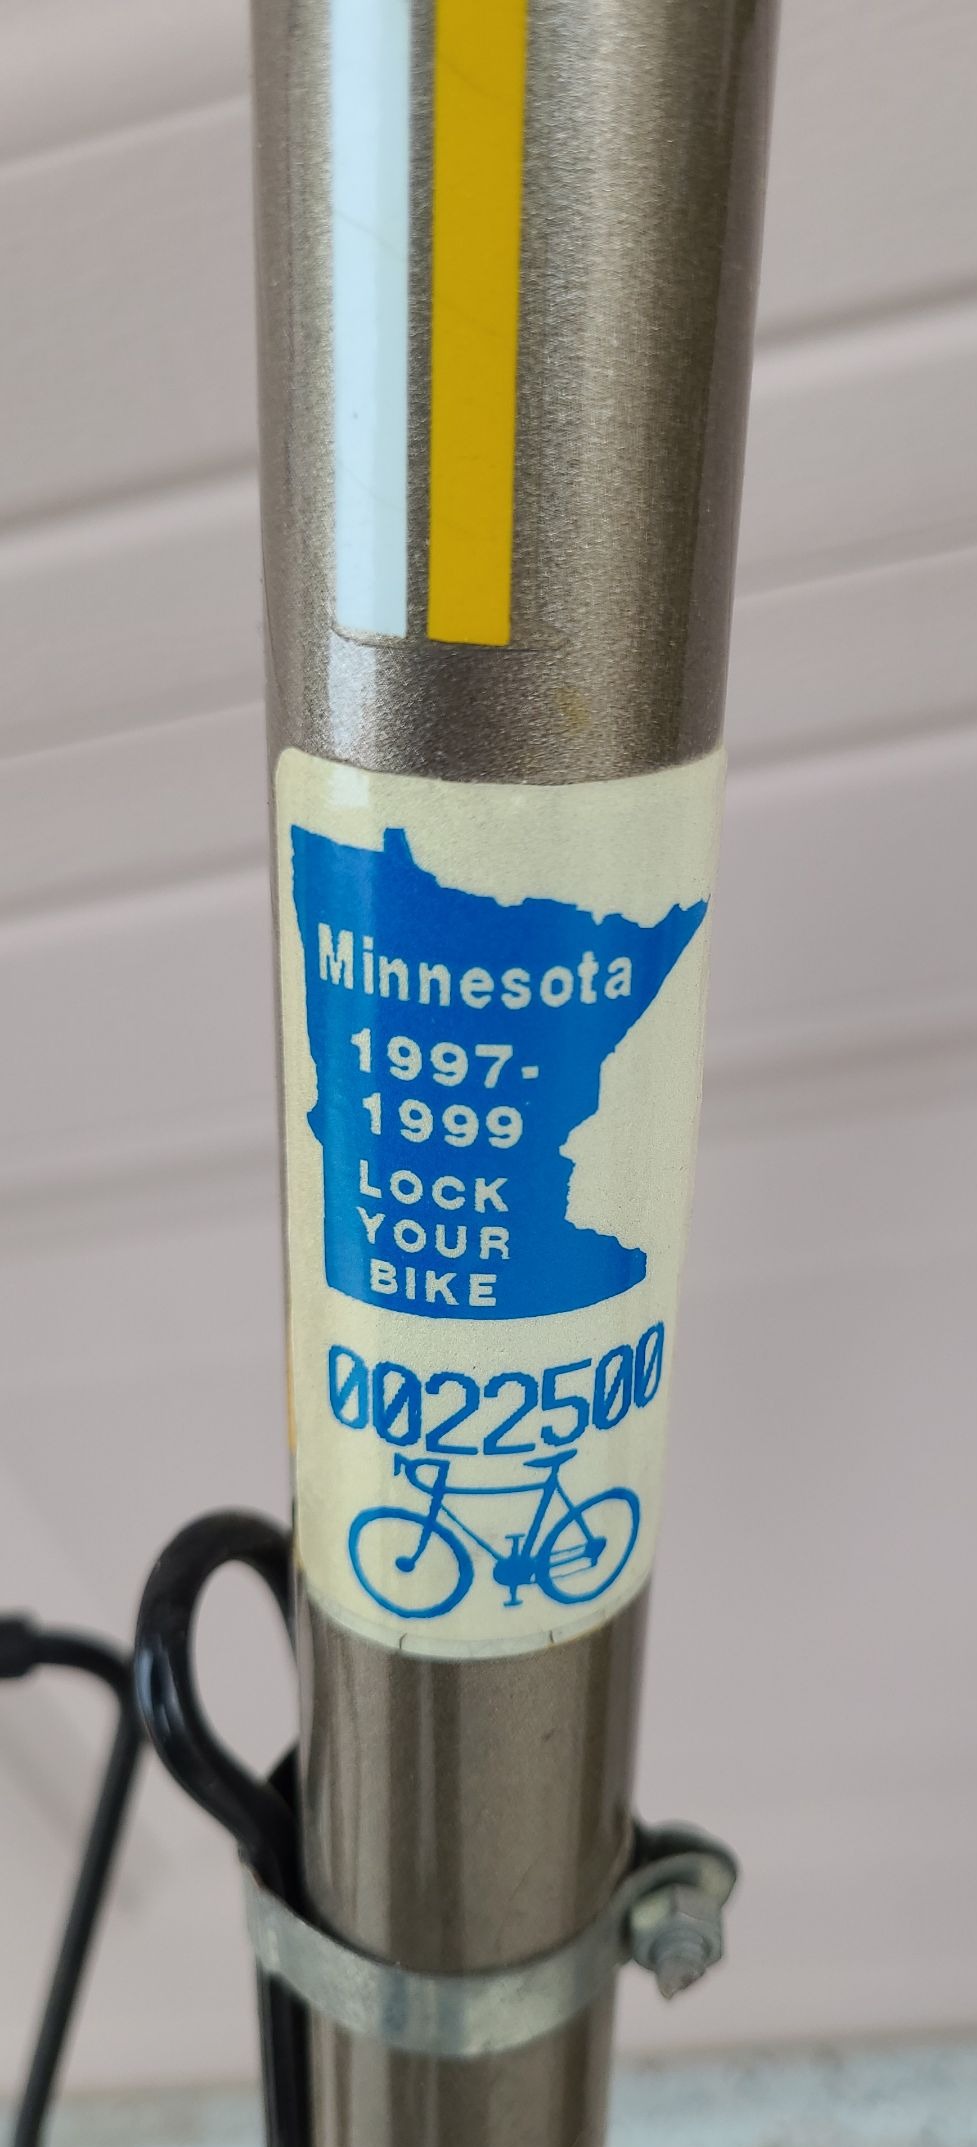 Minnesota
1997-
1999
LOCK
YOUR
BIKE
0022500